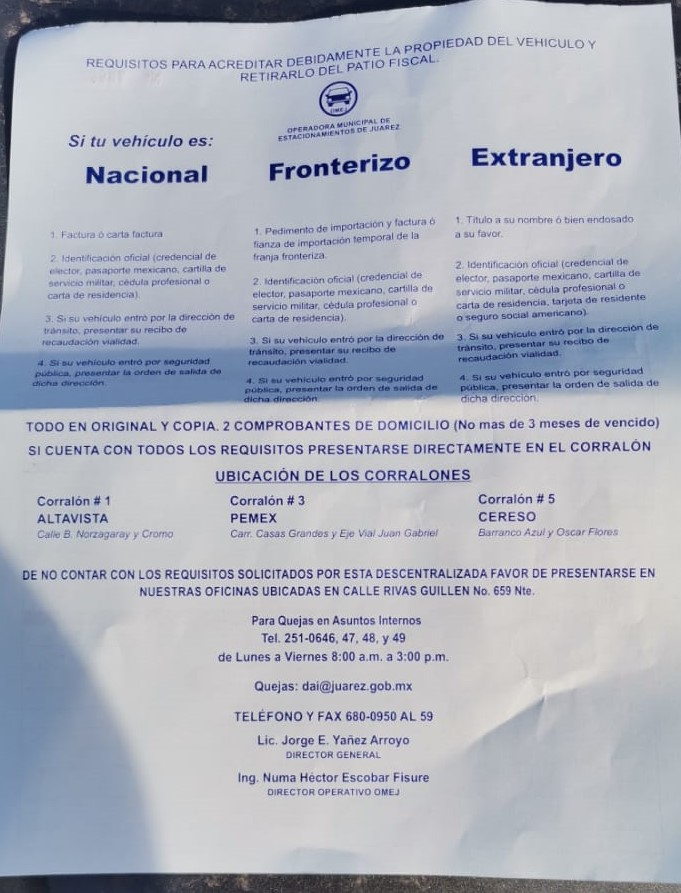 REQUISITOS PARA ACREDITAR DEBIDAMENTE LA PROPIEDAD DEL VEHICULO Y
RETIRARLO DEL PATIO FISCAL.
OMEJ
OPERADORA MUNICIPAL DE
ESTACIONAMIENTOS DE JUAREZ
Si tu vehículo es:
Nacional
1. Factura ó carta factura
2. Identificación oficial (credencial de
elector, pasaporte mexicano, cartilla de
servicio militar, cédula profesional o
carta de residencia).
3. Si su vehículo entró por la dirección de
tránsito, presentar su recibo de
recaudación vialidad.
4. Si su vehículo entró por seguridad
pública, presentar la orden de salida de
dicha dirección.
Fronterizo
1. Pedimento de importación y factura ó
fianza de importación temporal de la
franja fronteriza.
2. Identificación oficial (credencial de
elector, pasaporte mexicano, cartilla de
servicio militar, cédula profesional o
carta de residencia).
3. Si su vehículo entró por la dirección de
tránsito, presentar su recibo de
recaudación vialidad.
4. Si su vehículo entró por seguridad
pública, presentar la orden de salida de
dicha dirección.
Extranjero
1. Titulo a su nombre ó bien endosado
a su favor.
2. Identificación oficial (credencial de
elector, pasaporte mexicano, cartilla de
servicio militar, cédula profesional o
carta de residencia, tarjeta de residente
o seguro social americano).
3. Si su vehículo entró por la dirección de
tránsito, presentar su recibo de
recaudación vialidad.
4. Si su vehículo entró por seguridad
pública, presentar la orden de salida de
dicha dirección.
TODO EN ORIGINAL Y COPIA. 2 COMPROBANTES DE DOMICILIO (No mas de 3 meses de vencido)
SI CUENTA CON TODOS LOS REQUISITOS PRESENTARSE DIRECTAMENTE EN EL CORRALÓN
UBICACIÓN DE LOS CORRALONES
Corralón # 1
ALTAVISTA
Calle B. Norzagaray y Cromo
Corralón # 3
PEMEX
Carr. Casas Grandes y Eje Vial Juan Gabriel
Corralón # 5
CERESO
Barranco Azul y Oscar Flores
DE NO CONTAR CON LOS REQUISITOS SOLICITADOS POR ESTA DESCENTRALIZADA FAVOR DE PRESENTARSE EN
NUESTRAS OFICINAS UBICADAS EN CALLE RIVAS GUILLEN No. 659 Nte.
Para Quejas en Asuntos Internos
Tel. 251-0646, 47, 48, y 49
de Lunes a Viernes 8:00 a.m. a 3:00 p.m.
Quejas: dai@juarez.gob.mx
TELÉFONO Y FAX 680-0950 AL 59
Lic. Jorge E. Yañez Arroyo
DIRECTOR GENERAL
Ing. Numa Héctor Escobar Fisure
DIRECTOR OPERATIVO OMEJ